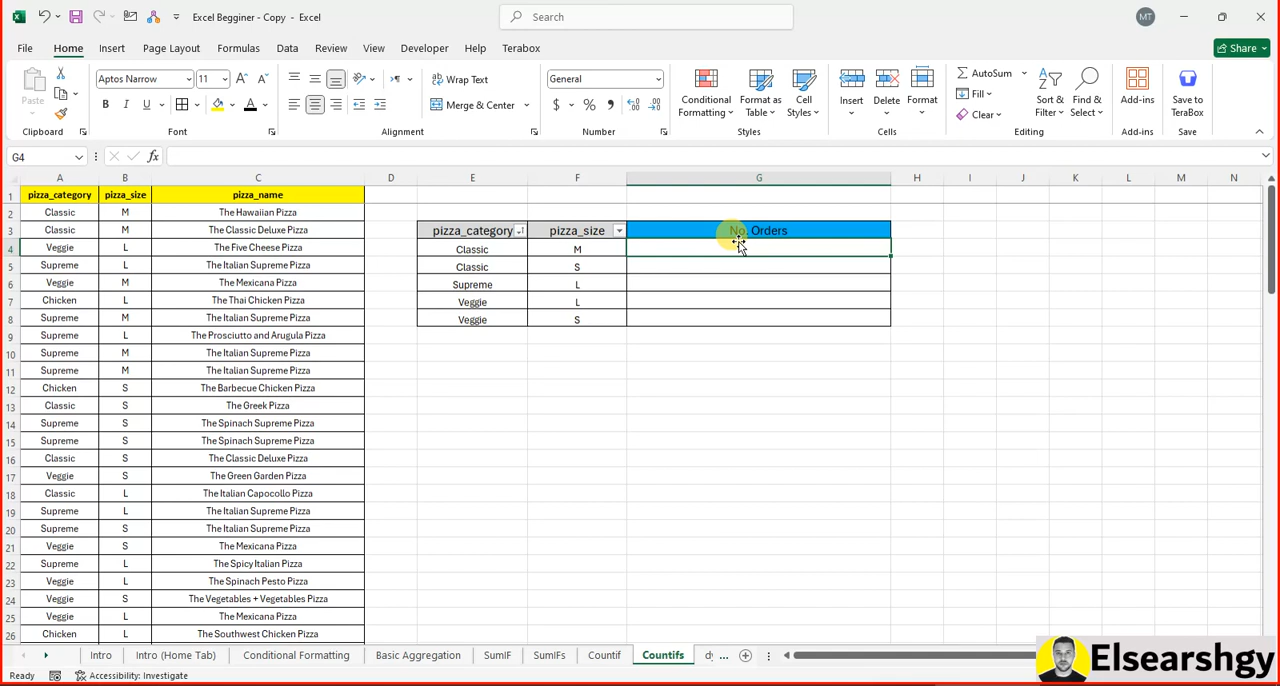 Excel Begginer - Copy - Excel
Search
MT
File Home Insert Page Layout Formulas Data Review View Developer Help Terabox
Share
Paste
Aptos Narrow 11
Wrap Text
Merge & Center
General
Conditional Formatting
Format as Table
Cell Styles
Insert
Delete
Format
AutoSum
Fill
Clear
Sort & Filter
Find & Select
Add-ins
Save to TeraBox
Clipboard Font Alignment Number Styles Cells Editing Add-ins Save
G4 fx
A B C D E F G H I J K L M N
1 pizza_category pizza_size pizza_name
2 Classic M The Hawaiian Pizza
3 Classic M The Classic Deluxe Pizza pizza_category pizza_size No. Orders
4 Veggie L The Five Cheese Pizza Classic M
5 Supreme L The Italian Supreme Pizza Classic S
6 Veggie M The Mexicana Pizza Supreme L
7 Chicken L The Thai Chicken Pizza Veggie L
8 Supreme M The Italian Supreme Pizza Veggie S
9 Supreme L The Prosciutto and Arugula Pizza
10 Supreme M The Italian Supreme Pizza
11 Supreme M The Italian Supreme Pizza
12 Chicken S The Barbecue Chicken Pizza
13 Classic S The Greek Pizza
14 Supreme S The Spinach Supreme Pizza
15 Supreme S The Spinach Supreme Pizza
16 Classic S The Classic Deluxe Pizza
17 Veggie S The Green Garden Pizza
18 Classic L The Italian Capocollo Pizza
19 Supreme L The Italian Supreme Pizza
20 Supreme S The Italian Supreme Pizza
21 Veggie S The Mexicana Pizza
22 Supreme L The Spicy Italian Pizza
23 Veggie L The Spinach Pesto Pizza
24 Veggie S The Vegetables + Vegetables Pizza
25 Veggie L The Mexicana Pizza
26 Chicken L The Southwest Chicken Pizza
Intro Intro (Home Tab) Conditional Formatting Basic Aggregation SumIF SumIFs Countif Countifs ...
Ready Accessibility: Investigate
Elsearshgy